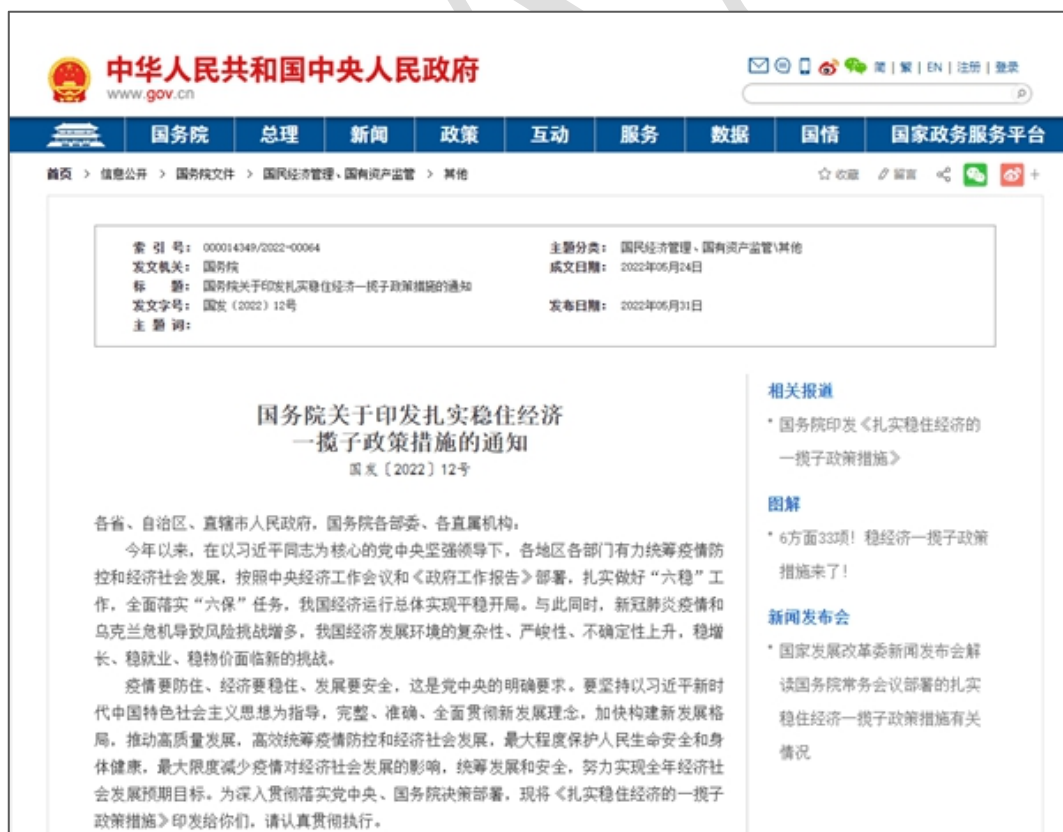 中华人民共和国中央人民政府
www.gov.cn
简 | 繁 | EN | 注册 | 登录
国务院 总理 新闻 政策 互动 服务 数据 国情 国家政务服务平台
首页 > 信息公开 > 国务院文件 > 国民经济管理、国有资产监管 > 其他
收藏 留言
索 引 号： 000014349/2022-00064 主题分类： 国民经济管理、国有资产监管\其他
发文机关： 国务院 成文日期： 2022年05月24日
标 题： 国务院关于印发扎实稳住经济一揽子政策措施的通知
发文字号： 国发（2022）12号 发布日期： 2022年05月31日
主 题 词：
国务院关于印发扎实稳住经济
一揽子政策措施的通知
国发〔2022〕12号
各省、自治区、直辖市人民政府，国务院各部委、各直属机构：
今年以来，在以习近平同志为核心的党中央坚强领导下，各地区各部门有力统筹疫情防
控和经济社会发展，按照中央经济工作会议和《政府工作报告》部署，扎实做好“六稳”工
作，全面落实“六保”任务，我国经济运行总体实现平稳开局。与此同时，新冠肺炎疫情和
乌克兰危机导致风险挑战增多，我国经济发展环境的复杂性、严峻性、不确定性上升，稳增
长、稳就业、稳物价面临新的挑战。
疫情要防住、经济要稳住、发展要安全，这是党中央的明确要求。要坚持以习近平新时
代中国特色社会主义思想为指导，完整、准确、全面贯彻新发展理念，加快构建新发展格
局，推动高质量发展，高效统筹疫情防控和经济社会发展，最大程度保护人民生命安全和身
体健康，最大限度减少疫情对经济社会发展的影响，统筹发展和安全，努力实现全年经济社
会发展预期目标。为深入贯彻落实党中央、国务院决策部署，现将《扎实稳住经济的一揽子
政策措施》印发给你们，请认真贯彻执行。
相关报道
国务院印发《扎实稳住经济的
一揽子政策措施》
图解
6方面33项！稳经济一揽子政策
措施来了！
新闻发布会
国家发展改革委新闻发布会解
读国务院常务会议部署的扎实
稳住经济一揽子政策措施有关
情况